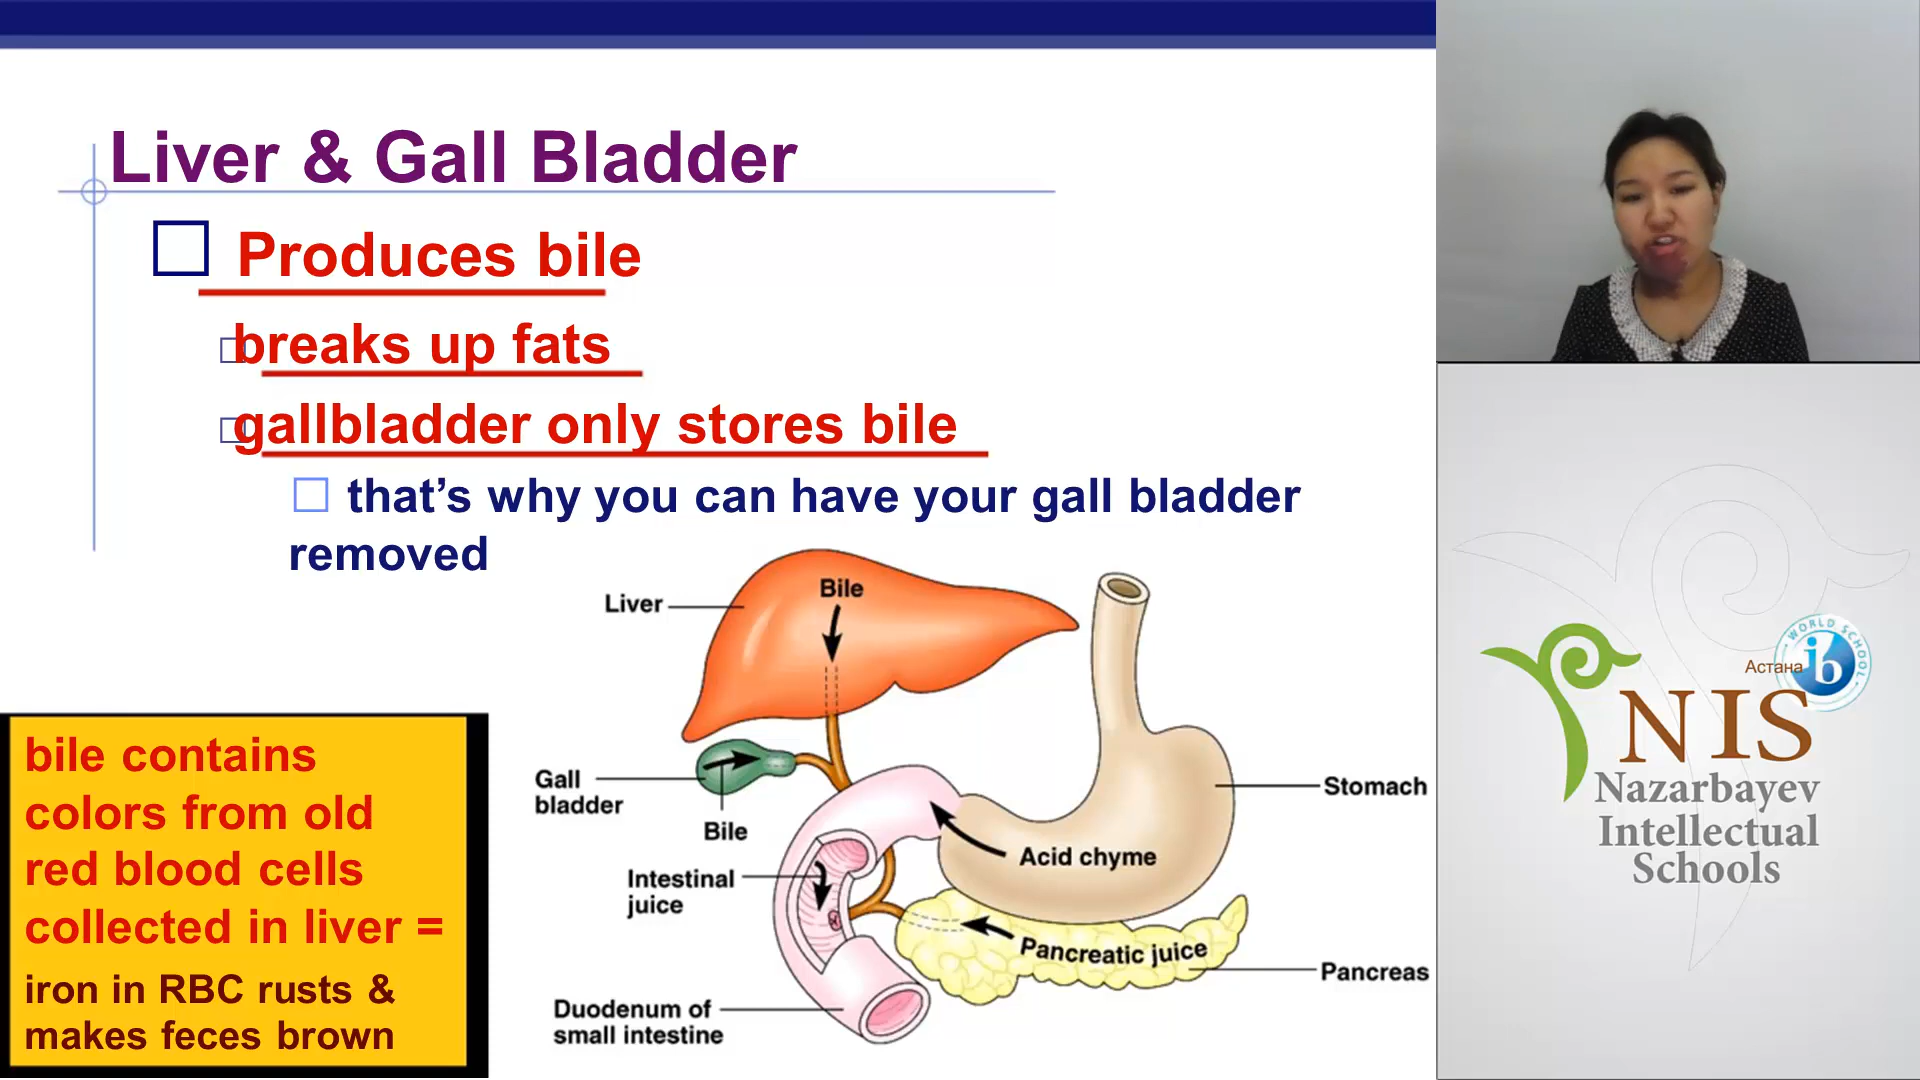 Liver & Gall Bladder
Produces bile
breaks up fats
gallbladder only stores bile
that’s why you can have your gall bladder
removed
Bile
Liver
Gall
bladder
Bile
Stomach
Acid chyme
Intestinal
juice
Pancreatic juice
Pancreas
Duodenum of
small intestine
bile contains
colors from old
red blood cells
collected in liver =
iron in RBC rusts &
makes feces brown
WORLD SCHOOL
ib
Астана
NIS
Nazarbayev
Intellectual
Schools